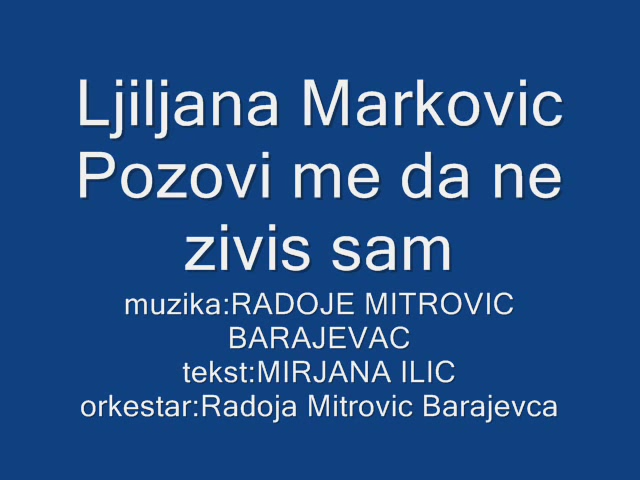 Ljiljana Markovic
Pozovi me da ne
zivis sam
muzika:RADOJE MITROVIC
BARAJEVAC
tekst:MIRJANA ILIC
orkestar:Radoja Mitrovic Barajevca